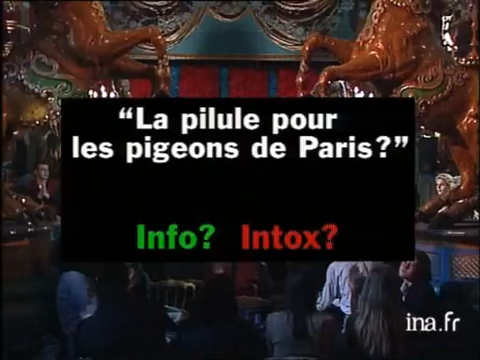 “La pilule pour
les pigeons de Paris?”
Info? Intox?
ina.fr